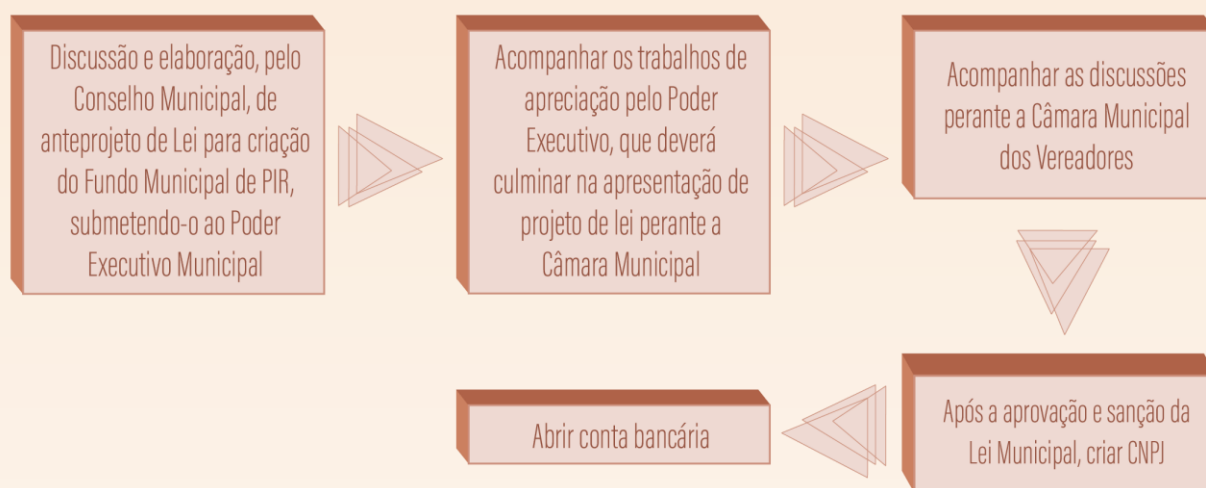 Discussão e elaboração, pelo
Conselho Municipal, de
anteprojeto de Lei para criação
do Fundo Municipal de PIR,
submetendo-o ao Poder
Executivo Municipal
Acompanhar os trabalhos de
apreciação pelo Poder
Executivo, que deverá
culminar na apresentação de
projeto de lei perante a
Câmara Municipal
Acompanhar as discussões
perante a Câmara Municipal
dos Vereadores
Após a aprovação e sanção da
Lei Municipal, criar CNPJ
Abrir conta bancária